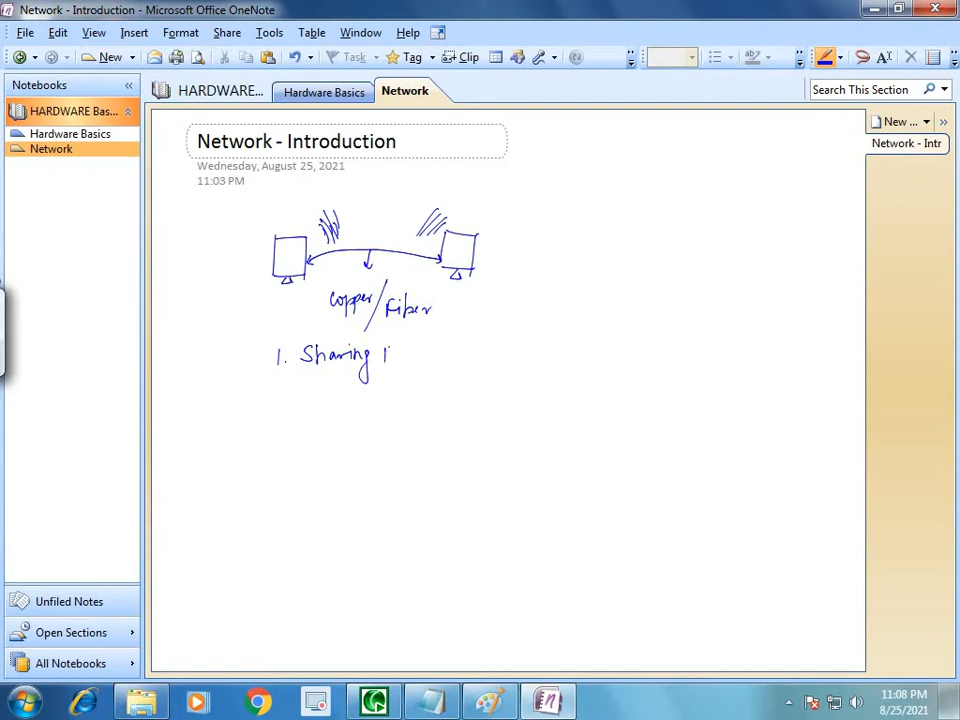 Network - Introduction - Microsoft Office OneNote
File Edit View Insert Format Share Tools Table Window Help
New Task Tag Clip
Notebooks
HARDWARE... Hardware Basics Network
Search This Section
HARDWARE Bas...
Hardware Basics
Network
New ...
Network - Intr
Network - Introduction
Wednesday, August 25, 2021
11:03 PM
Copper/Fiber
1. Sharing
Unfiled Notes
Open Sections
All Notebooks
11:08 PM
8/25/2021